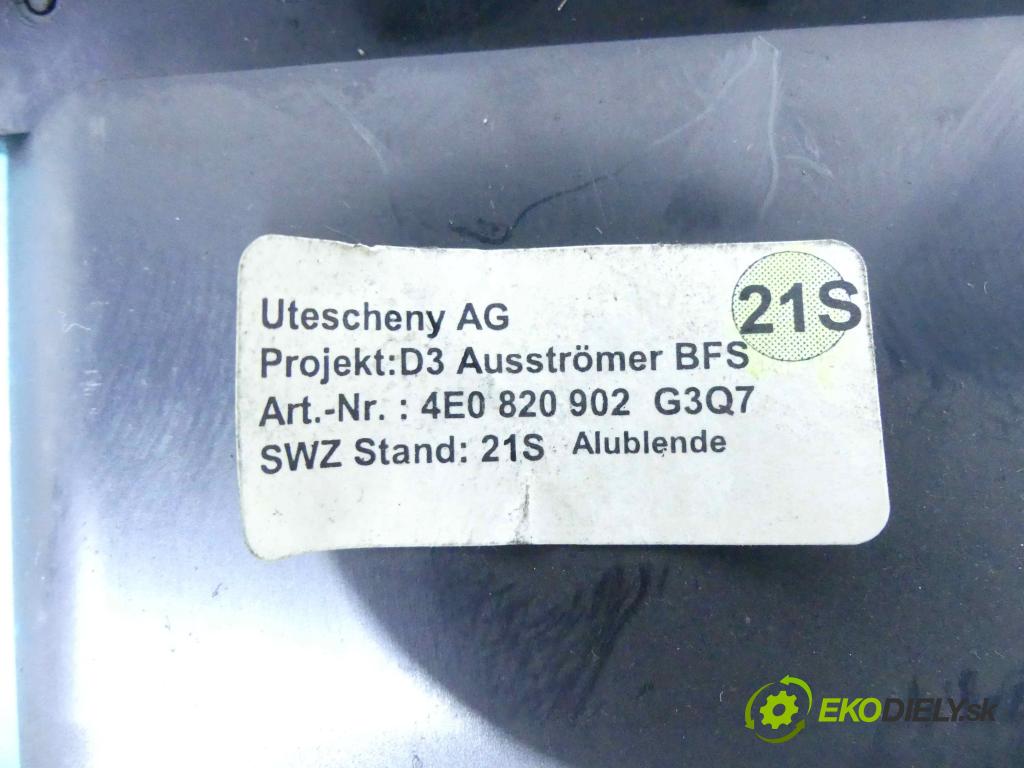 Utescheny AG
21S
Projekt:D3 Ausströmer BFS
Art.-Nr. : 4E0 820 902 G3Q7
SWZ Stand: 21S Alublende
EKODIELY.sk